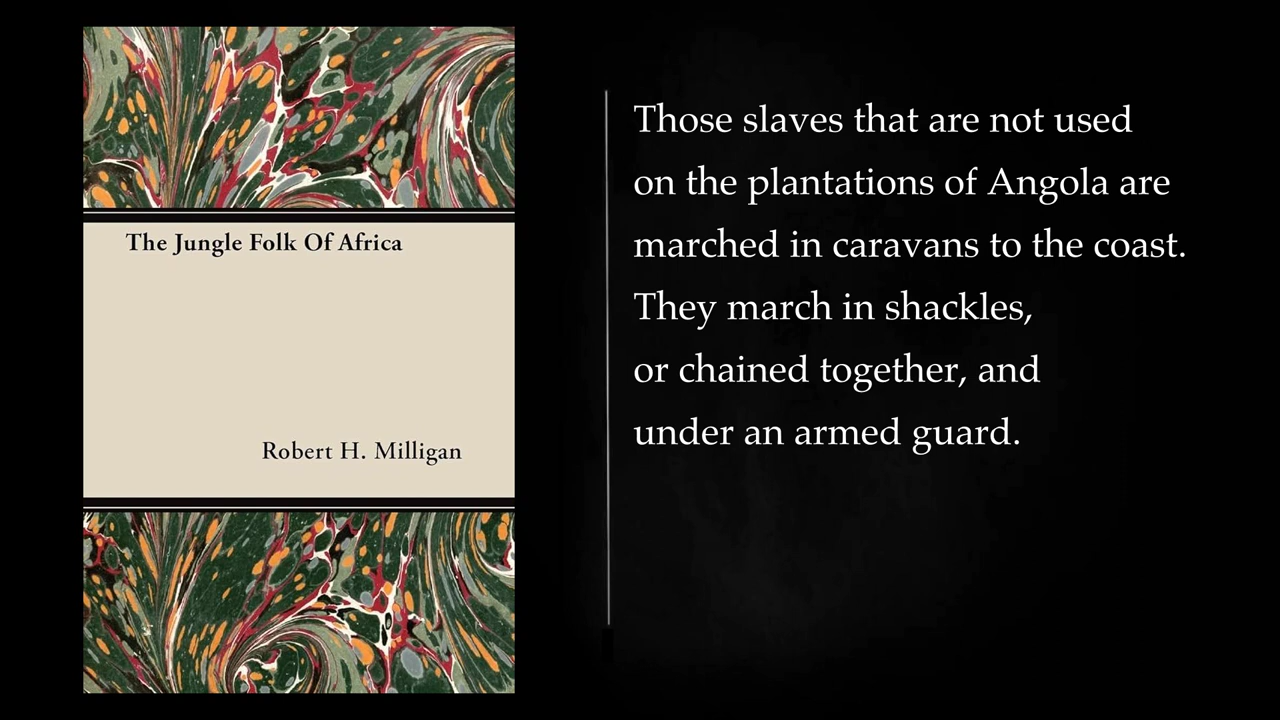 The Jungle Folk Of Africa
Robert H. Milligan
Those slaves that are not used
on the plantations of Angola are
marched in caravans to the coast.
They march in shackles,
or chained together, and
under an armed guard.